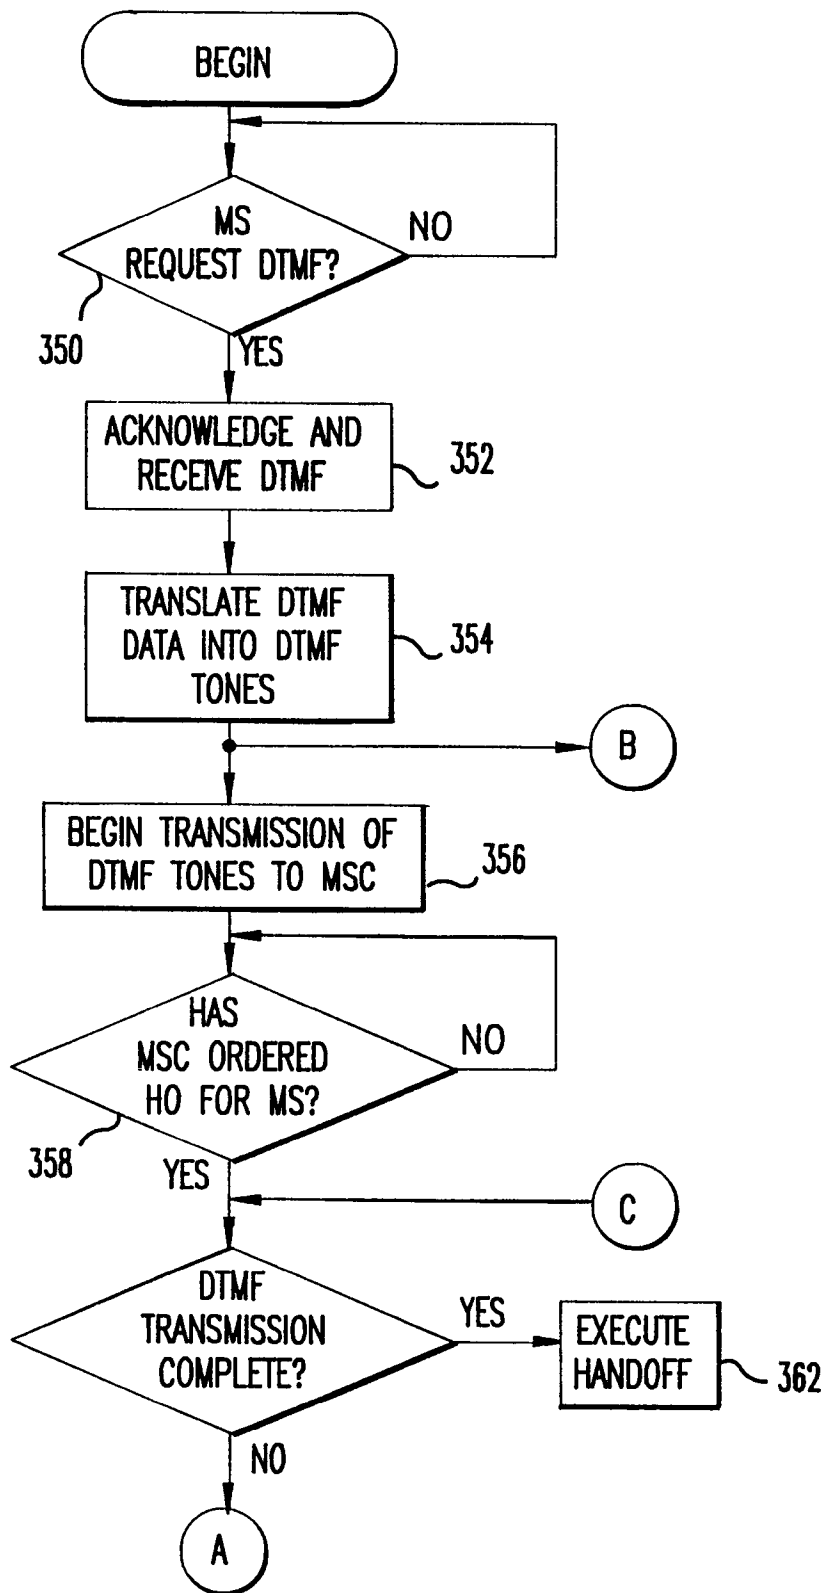 BEGIN
MS
REQUEST DTMF?
NO
350
YES
ACKNOWLEDGE AND
RECEIVE DTMF
352
TRANSLATE DTMF
DATA INTO DTMF
TONES
354
B
BEGIN TRANSMISSION OF
DTMF TONES TO MSC
356
HAS
MSC ORDERED
HO FOR MS?
NO
358
YES
C
DTMF
TRANSMISSION
COMPLETE?
YES
EXECUTE
HANDOFF
362
NO
A